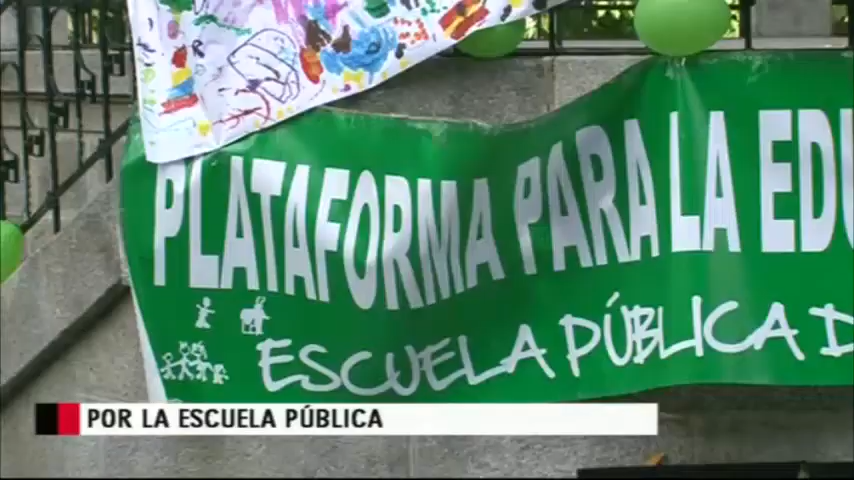 PLATAFORMA PARA LA EDU
ESCUELA PÚBLICA D
POR LA ESCUELA PÚBLICA